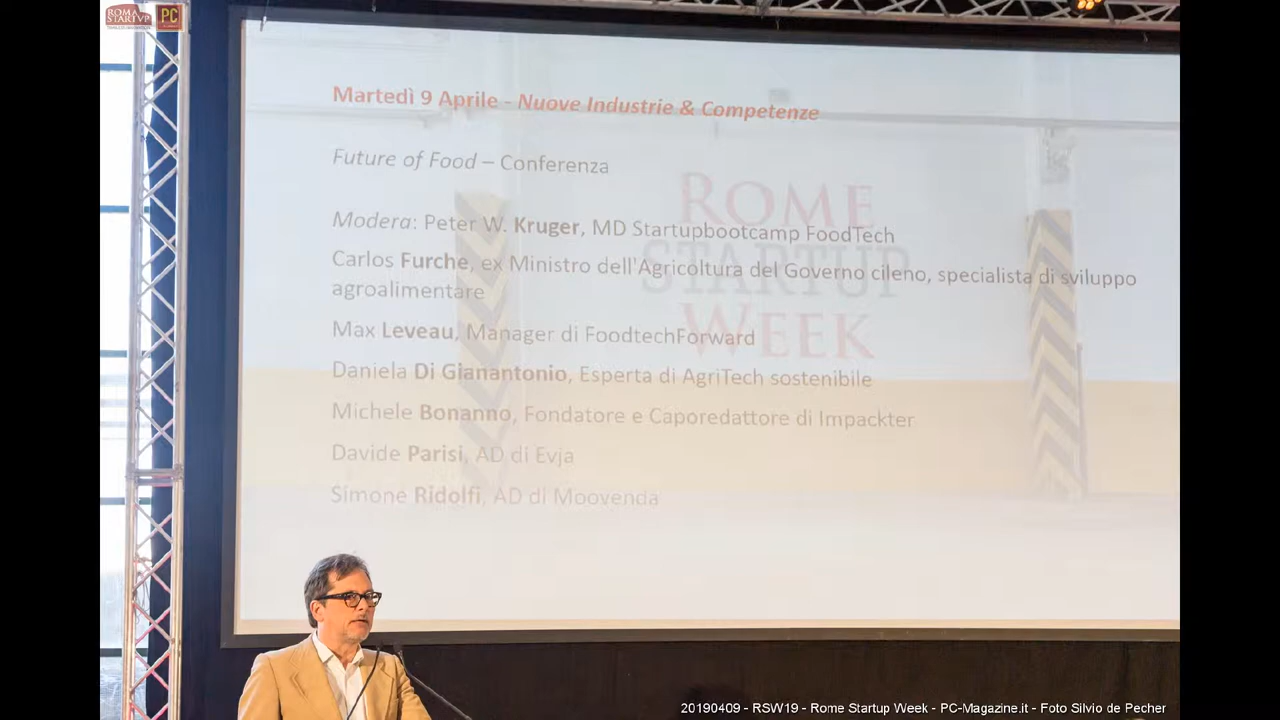 ROMA
STARTUP
PC
Martedì 9 Aprile - Nuove Industrie & Competenze
Future of Food – Conferenza
ROME
STARTUP
WEEK
Modera: Peter W. Kruger, MD Startupbootcamp FoodTech
Carlos Furche, ex Ministro dell'Agricoltura del Governo cileno, specialista di sviluppo
agroalimentare
Max Leveau, Manager di FoodtechForward
Daniela Di Gianantonio, Esperta di AgriTech sostenibile
Michele Bonanno, Fondatore e Caporedattore di Impackter
Davide Parisi, AD di Evja
Simone Ridolfi, AD di Moovenda
20190409 - RSW19 - Rome Startup Week - PC-Magazine.it - Foto Silvio de Pecher